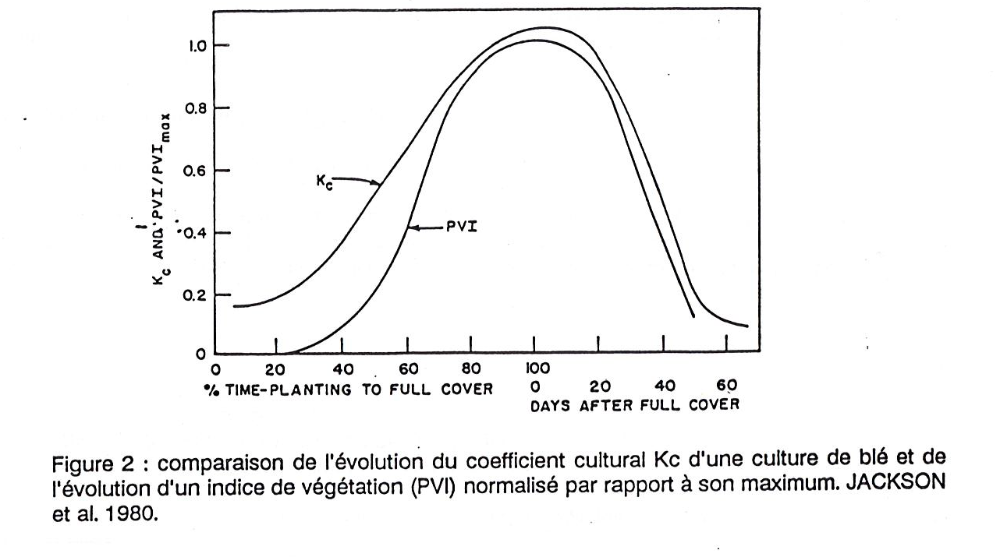 1.0
0.8
0.6
0.4
0.2
0
Kc AND PVI/PVImax
Kc
PVI
0 20 40 60 80 100
% TIME-PLANTING TO FULL COVER
0 20 40 60
DAYS AFTER FULL COVER
Figure 2 : comparaison de l'évolution du coefficient cultural Kc d'une culture de blé et de
l'évolution d'un indice de végétation (PVI) normalisé par rapport à son maximum. JACKSON
et al. 1980.